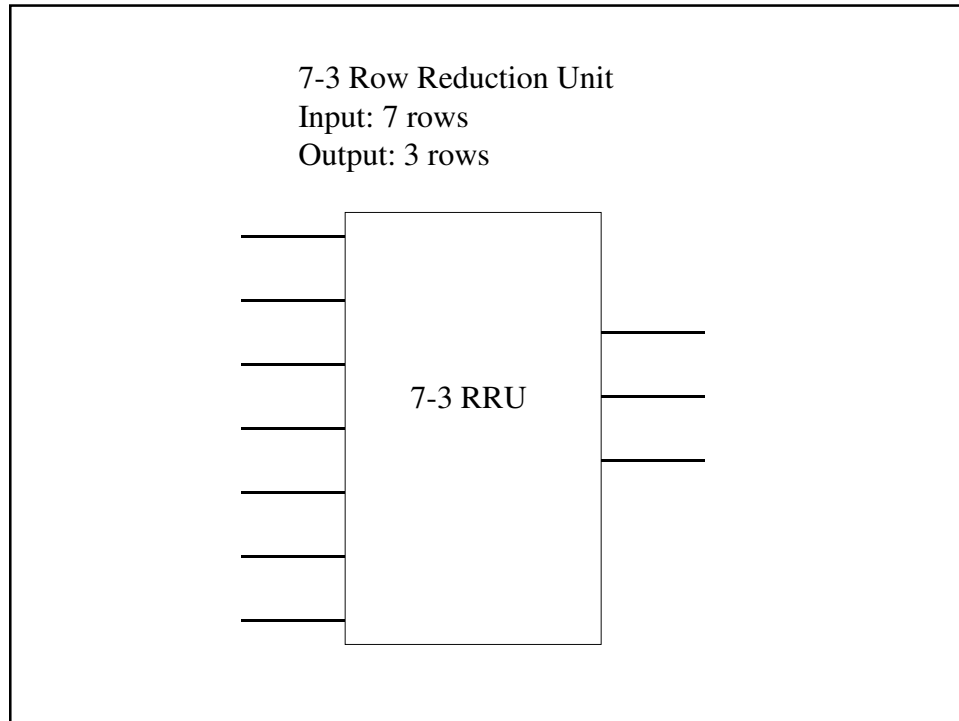 7-3 Row Reduction Unit
Input: 7 rows
Output: 3 rows
7-3 RRU